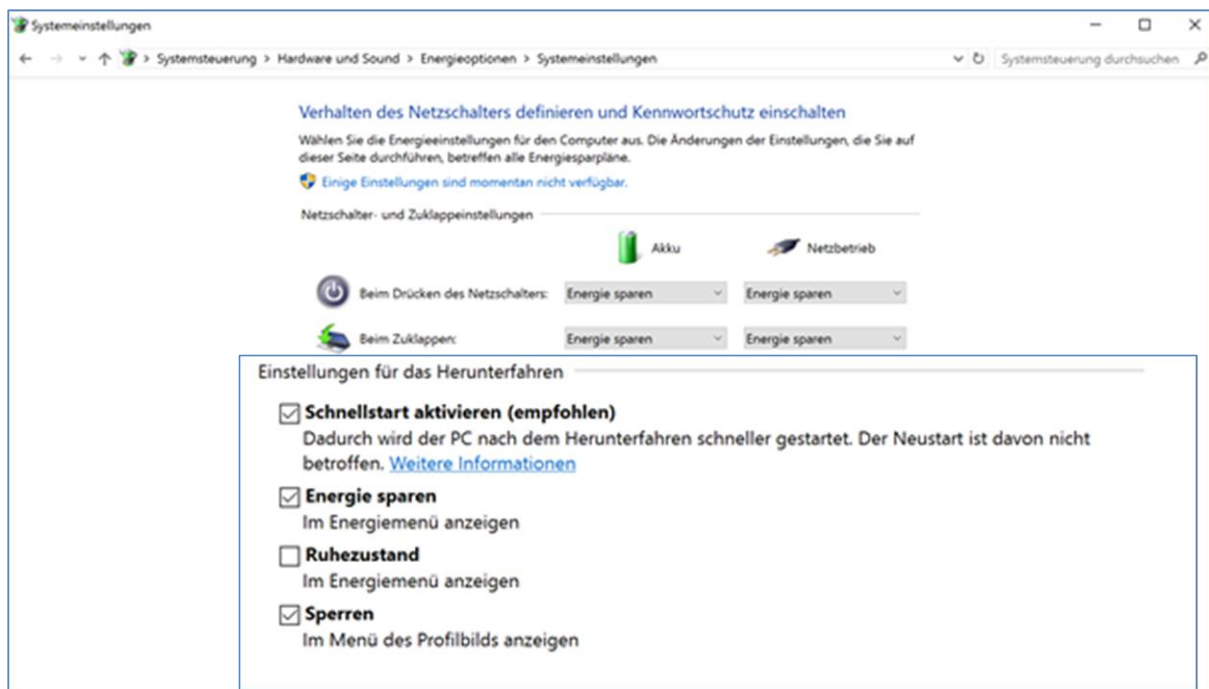 Systemeinstellungen
Systemsteuerung > Hardware und Sound > Energieoptionen > Systemeinstellungen
Systemsteuerung durchsuchen
Verhalten des Netzschalters definieren und Kennwortschutz einschalten
Wählen Sie die Energieeinstellungen für den Computer aus. Die Änderungen der Einstellungen, die Sie auf
dieser Seite durchführen, betreffen alle Energiesparpläne.
Einige Einstellungen sind momentan nicht verfügbar.
Netzschalter- und Zuklappeinstellungen
Akku Netzbetrieb
Beim Drücken des Netzschalters: Energie sparen Energie sparen
Beim Zuklappen: Energie sparen Energie sparen
Einstellungen für das Herunterfahren
Schnellstart aktivieren (empfohlen)
Dadurch wird der PC nach dem Herunterfahren schneller gestartet. Der Neustart ist davon nicht
betroffen. Weitere Informationen
Energie sparen
Im Energiemenü anzeigen
Ruhezustand
Im Energiemenü anzeigen
Sperren
Im Menü des Profilbilds anzeigen